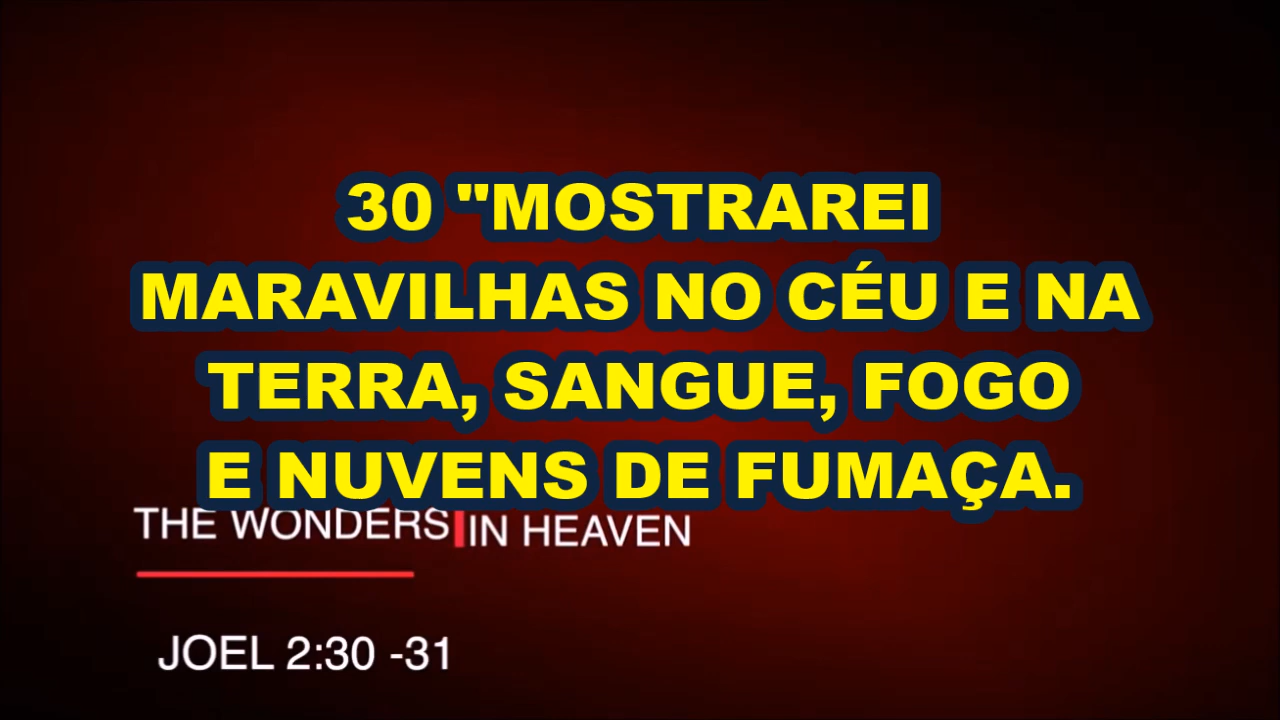 30 "MOSTRAREI
MARAVILHAS NO CÉU E NA
TERRA, SANGUE, FOGO
E NUVENS DE FUMAÇA.
THE WONDERS IN HEAVEN
JOEL 2:30 -31